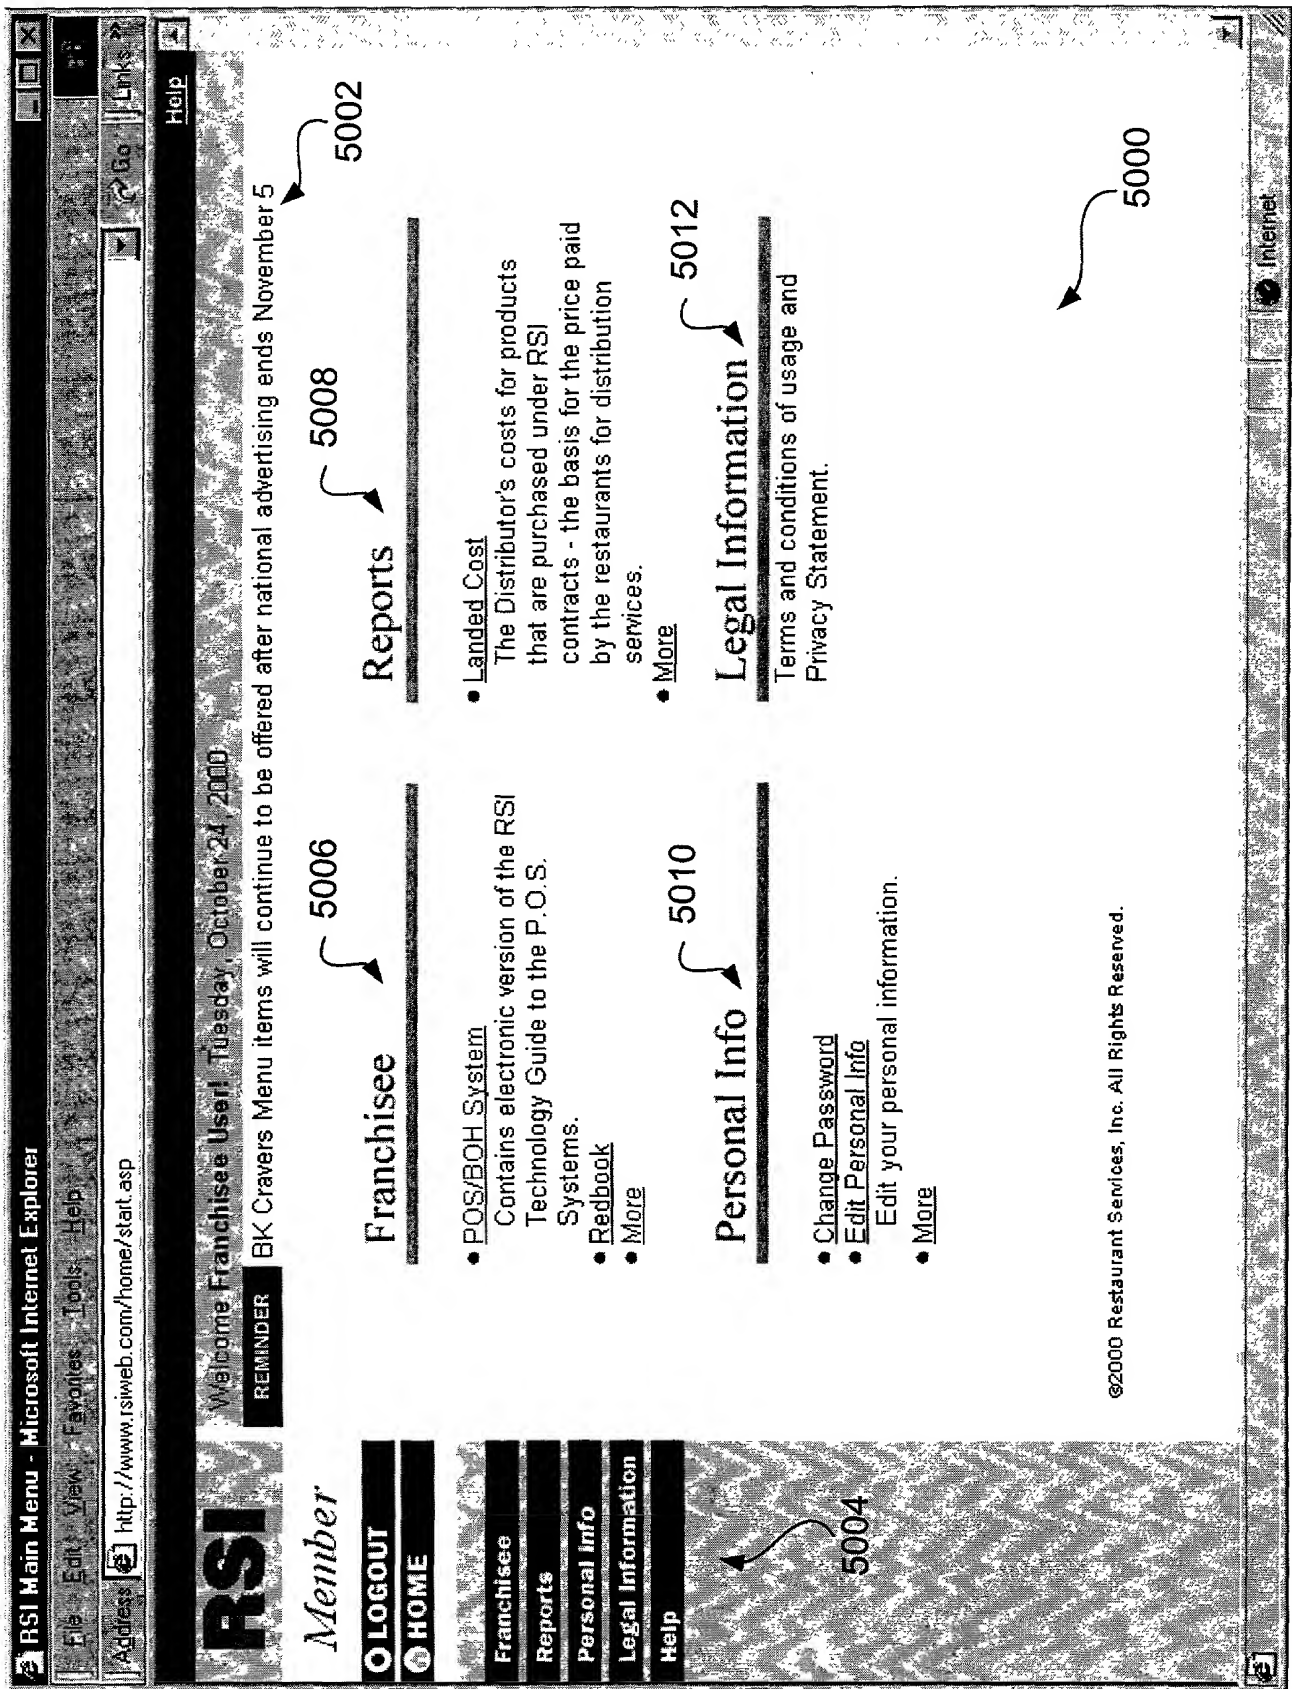 RSI Main Menu - Microsoft Internet Explorer
File Edit View Favorites Tools Help
Address http://www.rsiweb.com/home/start.asp Go Links »
Help
RSI
Welcome Franchisee User! Tuesday, October 24, 2000
REMINDER BK Cravers Menu items will continue to be offered after national advertising ends November 5
5002
Member
LOGOUT
HOME
Franchisee
Reports
Personal Info
Legal Information
Help
5004
Franchisee
5006
• POS/BOH System
Contains electronic version of the RSI
Technology Guide to the P.O.S.
Systems.
• Redbook
• More
Reports
5008
• Landed Cost
The Distributor's costs for products
that are purchased under RSI
contracts - the basis for the price paid
by the restaurants for distribution
services.
• More
Personal Info
5010
• Change Password
• Edit Personal Info
Edit your personal information.
• More
Legal Information
5012
Terms and conditions of usage and
Privacy Statement.
5000
©2000 Restaurant Services, Inc. All Rights Reserved.
Internet